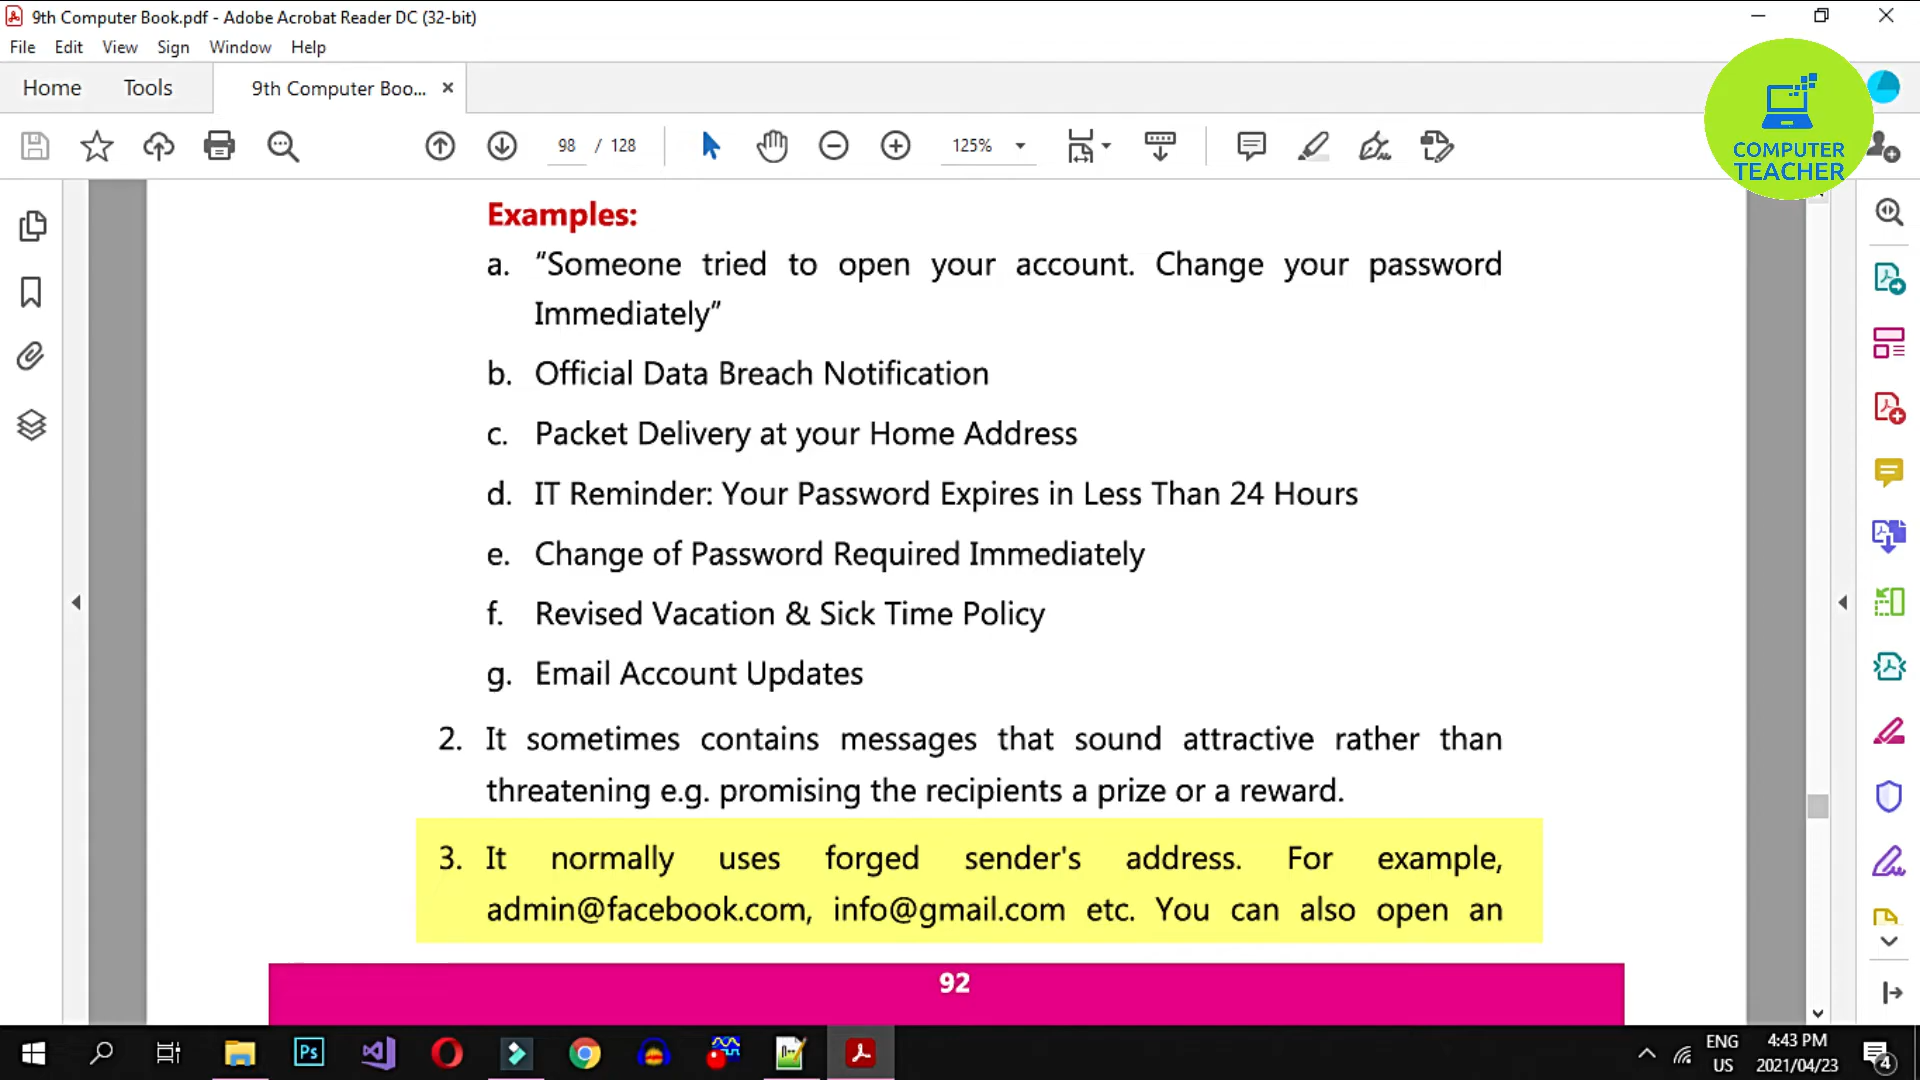 9th Computer Book.pdf - Adobe Acrobat Reader DC (32-bit)
File Edit View Sign Window Help
Home Tools 9th Computer Boo...
98 / 128 125%
COMPUTER
TEACHER
Examples:
a. "Someone tried to open your account. Change your password
Immediately"
b. Official Data Breach Notification
c. Packet Delivery at your Home Address
d. IT Reminder: Your Password Expires in Less Than 24 Hours
e. Change of Password Required Immediately
f. Revised Vacation & Sick Time Policy
g. Email Account Updates
2. It sometimes contains messages that sound attractive rather than
threatening e.g. promising the recipients a prize or a reward.
3. It normally uses forged sender's address. For example,
admin@facebook.com, info@gmail.com etc. You can also open an
92
Ps
ENG
US
4:43 PM
2021/04/23
4